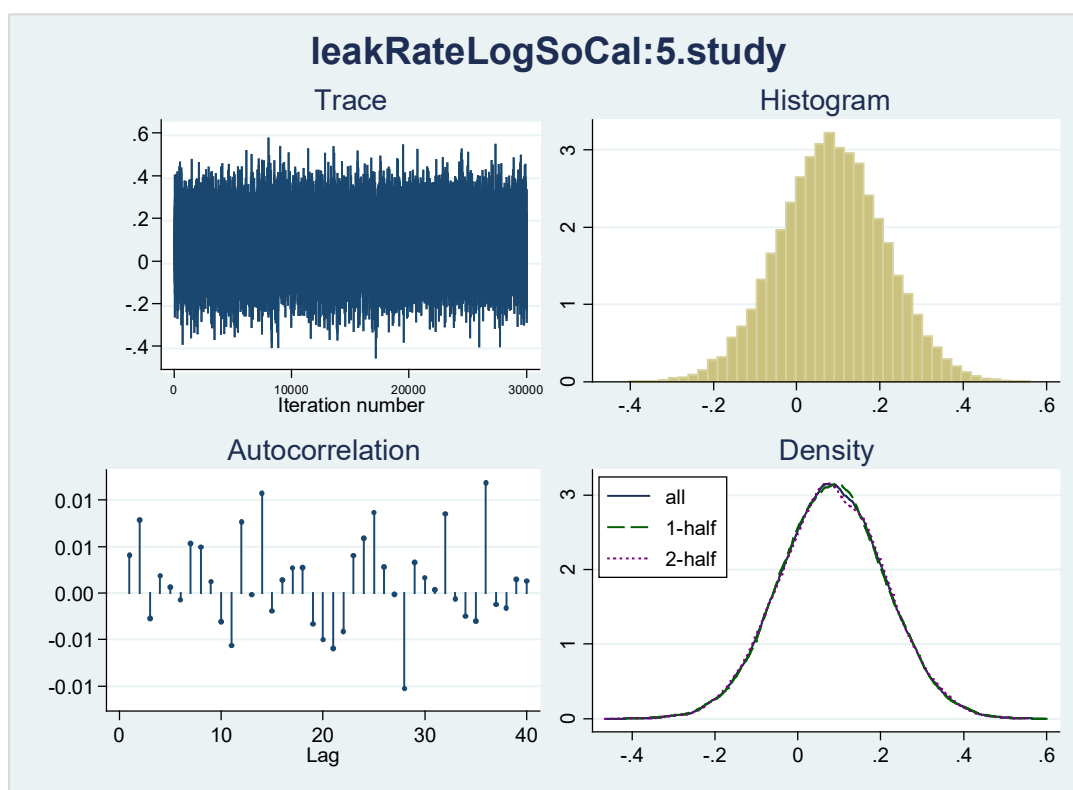 leakRateLogSoCal:5.study
Trace
.6
.4
.2
0
-.2
-.4
0 10000 20000 30000
Iteration number
Histogram
3
2
1
0
-.4 -.2 0 .2 .4 .6
Autocorrelation
0.01
0.01
0.00
-0.01
-0.01
0 10 20 30 40
Lag
Density
3
2
1
0
all
1-half
2-half
-.4 -.2 0 .2 .4 .6